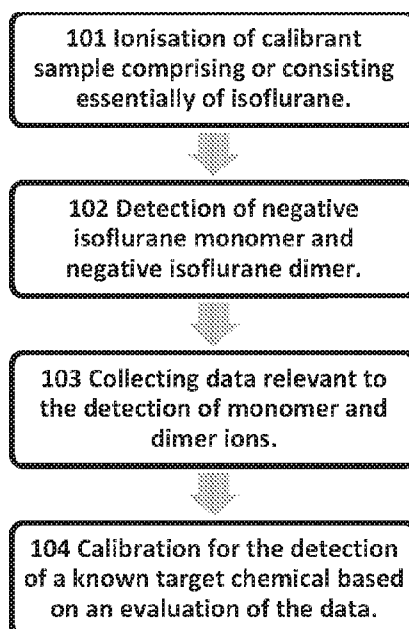 101 Ionisation of calibrant
sample comprising or consisting
essentially of isoflurane.
102 Detection of negative
isoflurane monomer and
negative isoflurane dimer.
103 Collecting data relevant to
the detection of monomer and
dimer ions.
104 Calibration for the detection
of a known target chemical based
on an evaluation of the data.